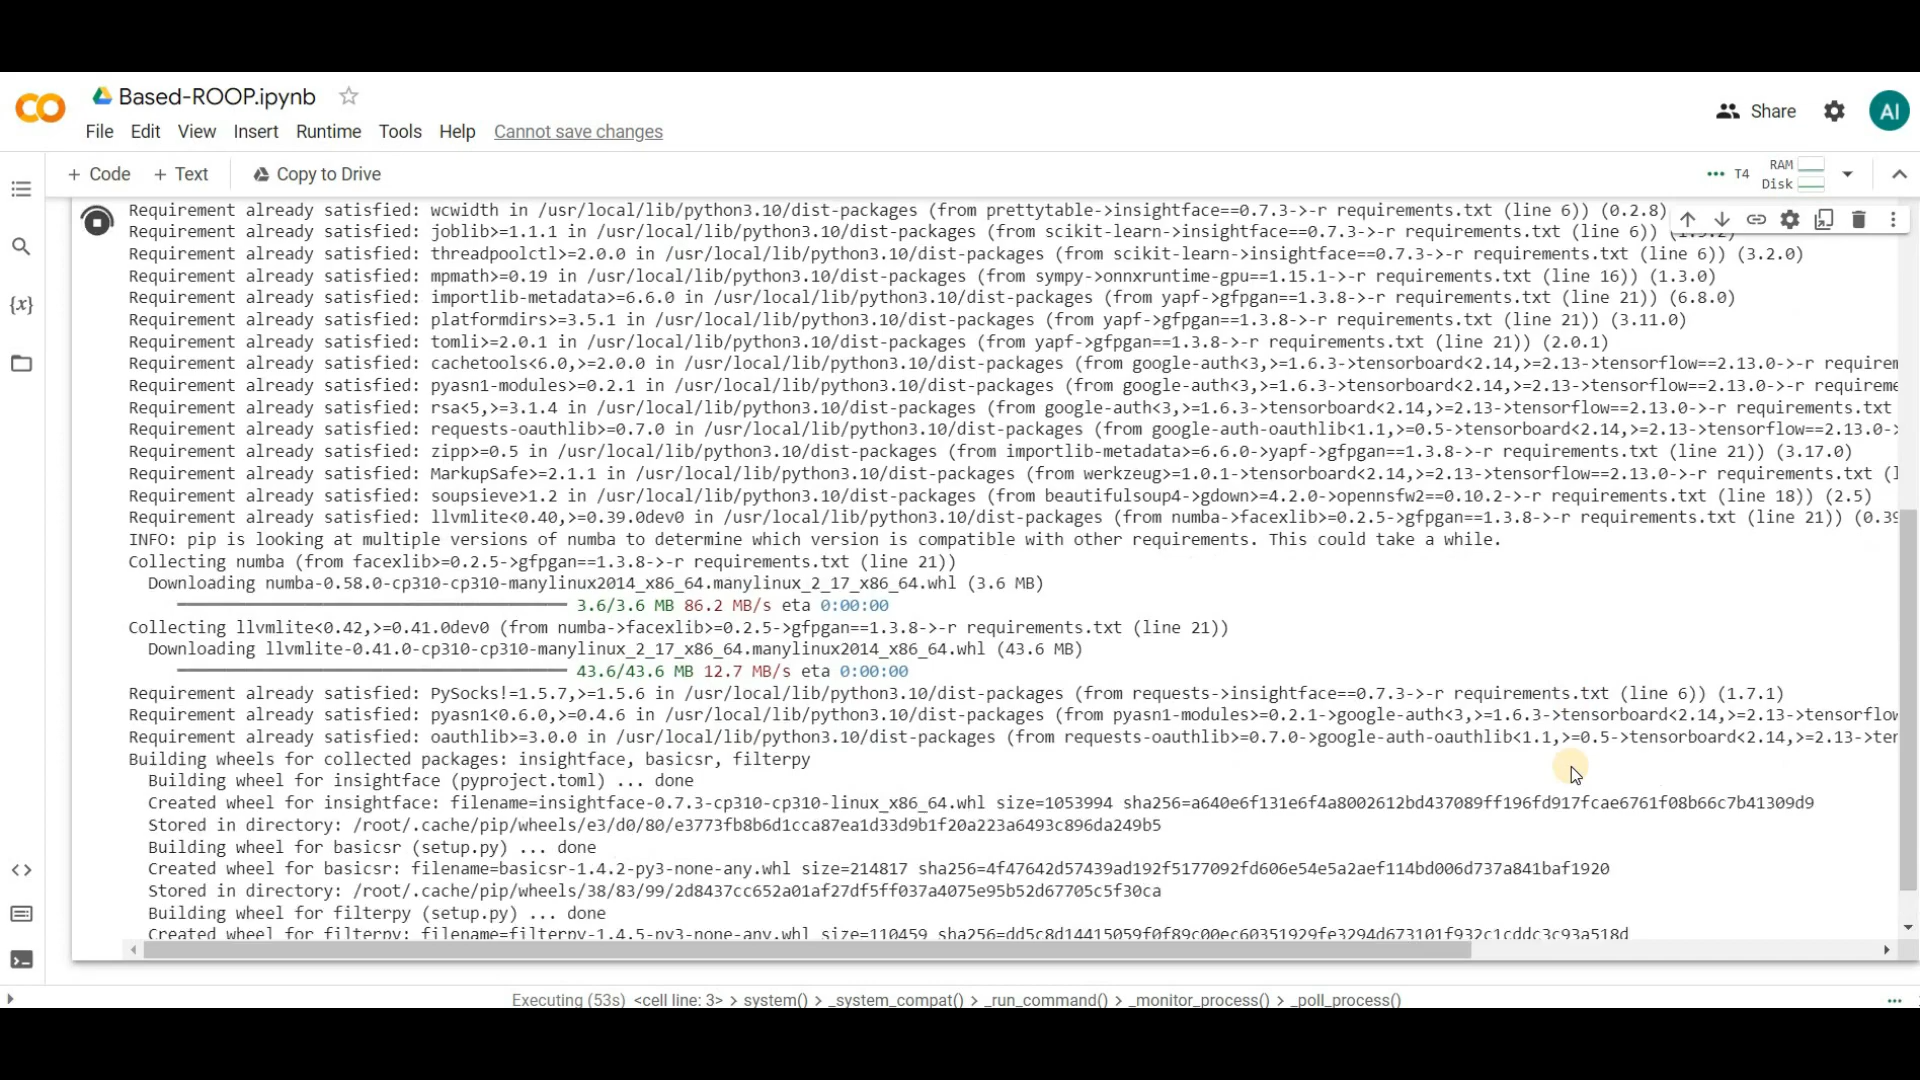 Based-ROOP.ipynb
File Edit View Insert Runtime Tools Help Cannot save changes
Share
AI
+ Code + Text Copy to Drive
T4 RAM Disk
Requirement already satisfied: wcwidth in /usr/local/lib/python3.10/dist-packages (from prettytable->insightface==0.7.3->-r requirements.txt (line 6)) (0.2.8)
Requirement already satisfied: joblib>=1.1.1 in /usr/local/lib/python3.10/dist-packages (from scikit-learn->insightface==0.7.3->-r requirements.txt (line 6))
Requirement already satisfied: threadpoolctl>=2.0.0 in /usr/local/lib/python3.10/dist-packages (from scikit-learn->insightface==0.7.3->-r requirements.txt (line 6)) (3.2.0)
Requirement already satisfied: mpmath>=0.19 in /usr/local/lib/python3.10/dist-packages (from sympy->onnxruntime-gpu==1.15.1->-r requirements.txt (line 16)) (1.3.0)
Requirement already satisfied: importlib-metadata>=6.6.0 in /usr/local/lib/python3.10/dist-packages (from yapf->gfpgan==1.3.8->-r requirements.txt (line 21)) (6.8.0)
Requirement already satisfied: platformdirs>=3.5.1 in /usr/local/lib/python3.10/dist-packages (from yapf->gfpgan==1.3.8->-r requirements.txt (line 21)) (3.11.0)
Requirement already satisfied: tomli>=2.0.1 in /usr/local/lib/python3.10/dist-packages (from yapf->gfpgan==1.3.8->-r requirements.txt (line 21)) (2.0.1)
Requirement already satisfied: cachetools<6.0,>=2.0.0 in /usr/local/lib/python3.10/dist-packages (from google-auth<3,>=1.6.3->tensorboard<2.14,>=2.13->tensorflow==2.13.0->-r requirem
Requirement already satisfied: pyasn1-modules>=0.2.1 in /usr/local/lib/python3.10/dist-packages (from google-auth<3,>=1.6.3->tensorboard<2.14,>=2.13->tensorflow==2.13.0->-r requireme
Requirement already satisfied: rsa<5,>=3.1.4 in /usr/local/lib/python3.10/dist-packages (from google-auth<3,>=1.6.3->tensorboard<2.14,>=2.13->tensorflow==2.13.0->-r requirements.txt
Requirement already satisfied: requests-oauthlib>=0.7.0 in /usr/local/lib/python3.10/dist-packages (from google-auth-oauthlib<1.1,>=0.5->tensorboard<2.14,>=2.13->tensorflow==2.13.0->
Requirement already satisfied: zipp>=0.5 in /usr/local/lib/python3.10/dist-packages (from importlib-metadata>=6.6.0->yapf->gfpgan==1.3.8->-r requirements.txt (line 21)) (3.17.0)
Requirement already satisfied: MarkupSafe>=2.1.1 in /usr/local/lib/python3.10/dist-packages (from werkzeug>=1.0.1->tensorboard<2.14,>=2.13->tensorflow==2.13.0->-r requirements.txt (l
Requirement already satisfied: soupsieve>1.2 in /usr/local/lib/python3.10/dist-packages (from beautifulsoup4->gdown>=4.2.0->opennsfw2==0.10.2->-r requirements.txt (line 18)) (2.5)
Requirement already satisfied: llvmlite<0.40,>=0.39.0dev0 in /usr/local/lib/python3.10/dist-packages (from numba->facexlib>=0.2.5->gfpgan==1.3.8->-r requirements.txt (line 21)) (0.39
INFO: pip is looking at multiple versions of numba to determine which version is compatible with other requirements. This could take a while.
Collecting numba (from facexlib>=0.2.5->gfpgan==1.3.8->-r requirements.txt (line 21))
Downloading numba-0.58.0-cp310-cp310-manylinux2014_x86_64.manylinux_2_17_x86_64.whl (3.6 MB)
3.6/3.6 MB 86.2 MB/s eta 0:00:00
Collecting llvmlite<0.42,>=0.41.0dev0 (from numba->facexlib>=0.2.5->gfpgan==1.3.8->-r requirements.txt (line 21))
Downloading llvmlite-0.41.0-cp310-cp310-manylinux_2_17_x86_64.manylinux2014_x86_64.whl (43.6 MB)
43.6/43.6 MB 12.7 MB/s eta 0:00:00
Requirement already satisfied: PySocks!=1.5.7,>=1.5.6 in /usr/local/lib/python3.10/dist-packages (from requests->insightface==0.7.3->-r requirements.txt (line 6)) (1.7.1)
Requirement already satisfied: pyasn1<0.6.0,>=0.4.6 in /usr/local/lib/python3.10/dist-packages (from pyasn1-modules>=0.2.1->google-auth<3,>=1.6.3->tensorboard<2.14,>=2.13->tensorflow
Requirement already satisfied: oauthlib>=3.0.0 in /usr/local/lib/python3.10/dist-packages (from requests-oauthlib>=0.7.0->google-auth-oauthlib<1.1,>=0.5->tensorboard<2.14,>=2.13->ten
Building wheels for collected packages: insightface, basicsr, filterpy
Building wheel for insightface (pyproject.toml) ... done
Created wheel for insightface: filename=insightface-0.7.3-cp310-cp310-linux_x86_64.whl size=1053994 sha256=a640e6f131e6f4a8002612bd437089ff196fd917fcae6761f08b66c7b41309d9
Stored in directory: /root/.cache/pip/wheels/e3/d0/80/e3773fb8b6d1cca87ea1d33d9b1f20a223a6493c896da249b5
Building wheel for basicsr (setup.py) ... done
Created wheel for basicsr: filename=basicsr-1.4.2-py3-none-any.whl size=214817 sha256=4f47642d57439ad192f5177092fd606e54e5a2aef114bd006d737a841baf1920
Stored in directory: /root/.cache/pip/wheels/38/83/99/2d8437cc652a01af27df5ff037a4075e95b52d67705c5f30ca
Building wheel for filterpy (setup.py) ... done
Created wheel for filterpy: filename=filterpy-1.4.5-py3-none-any.whl size=110459 sha256=dd5c8d14415059f0f89c00ec60351929fe3294d673101f932c1cddc3c93a518d
Executing (53s) <cell line: 3> > system() > _system_compat() > _run_command() > _monitor_process() > _poll_process()